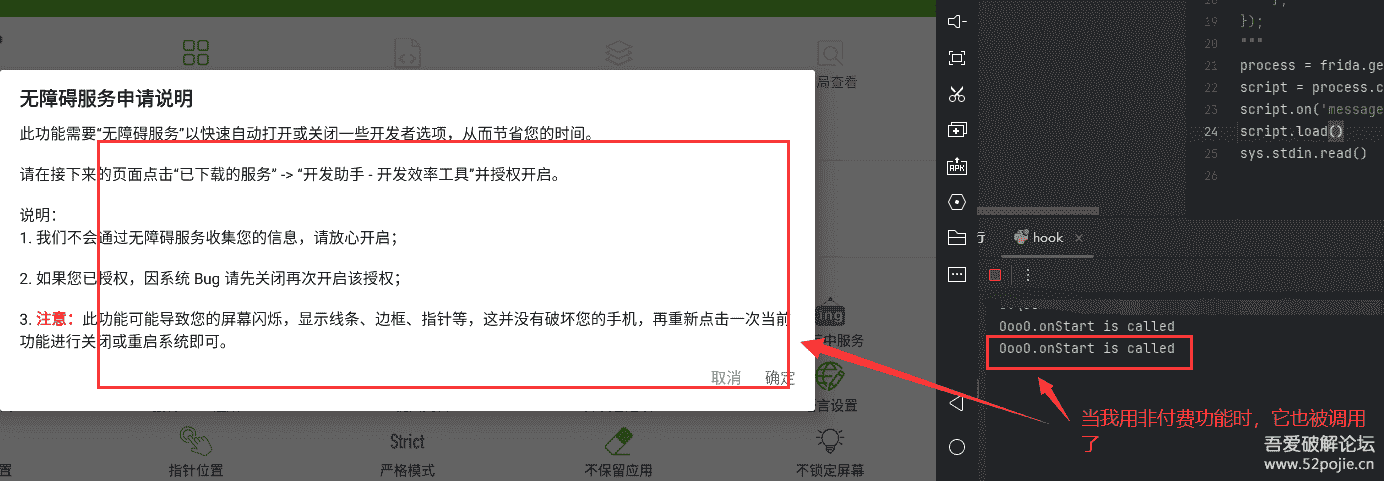 局查看
无障碍服务申请说明
此功能需要“无障碍服务”以快速自动打开或关闭一些开发者选项，从而节省您的时间。
请在接下来的页面点击“已下载的服务” -> “开发助手 - 开发效率工具”并授权开启。
说明：
1. 我们不会通过无障碍服务收集您的信息，请放心开启；
2. 如果您已授权，因系统 Bug 请先关闭再次开启该授权；
3. 注意：此功能可能导致您的屏幕闪烁，显示线条、边框、指针等，这并没有破坏您的手机，再重新点击一次当前
功能进行关闭或重启系统即可。
取消 确定
ing
中服务
言设置
置
指针位置
Strict
严格模式
不保留应用
不锁定屏幕
APK
19 });
20 """
21 process = frida.ge
22 script = process.c
23 script.on('message
24 script.load()
25 sys.stdin.read()
26
行
hook ×
OooO.onStart is called
OooO.onStart is called
当我用非付费功能时，它也被调用
了
吾爱破解论坛
www.52pojie.cn